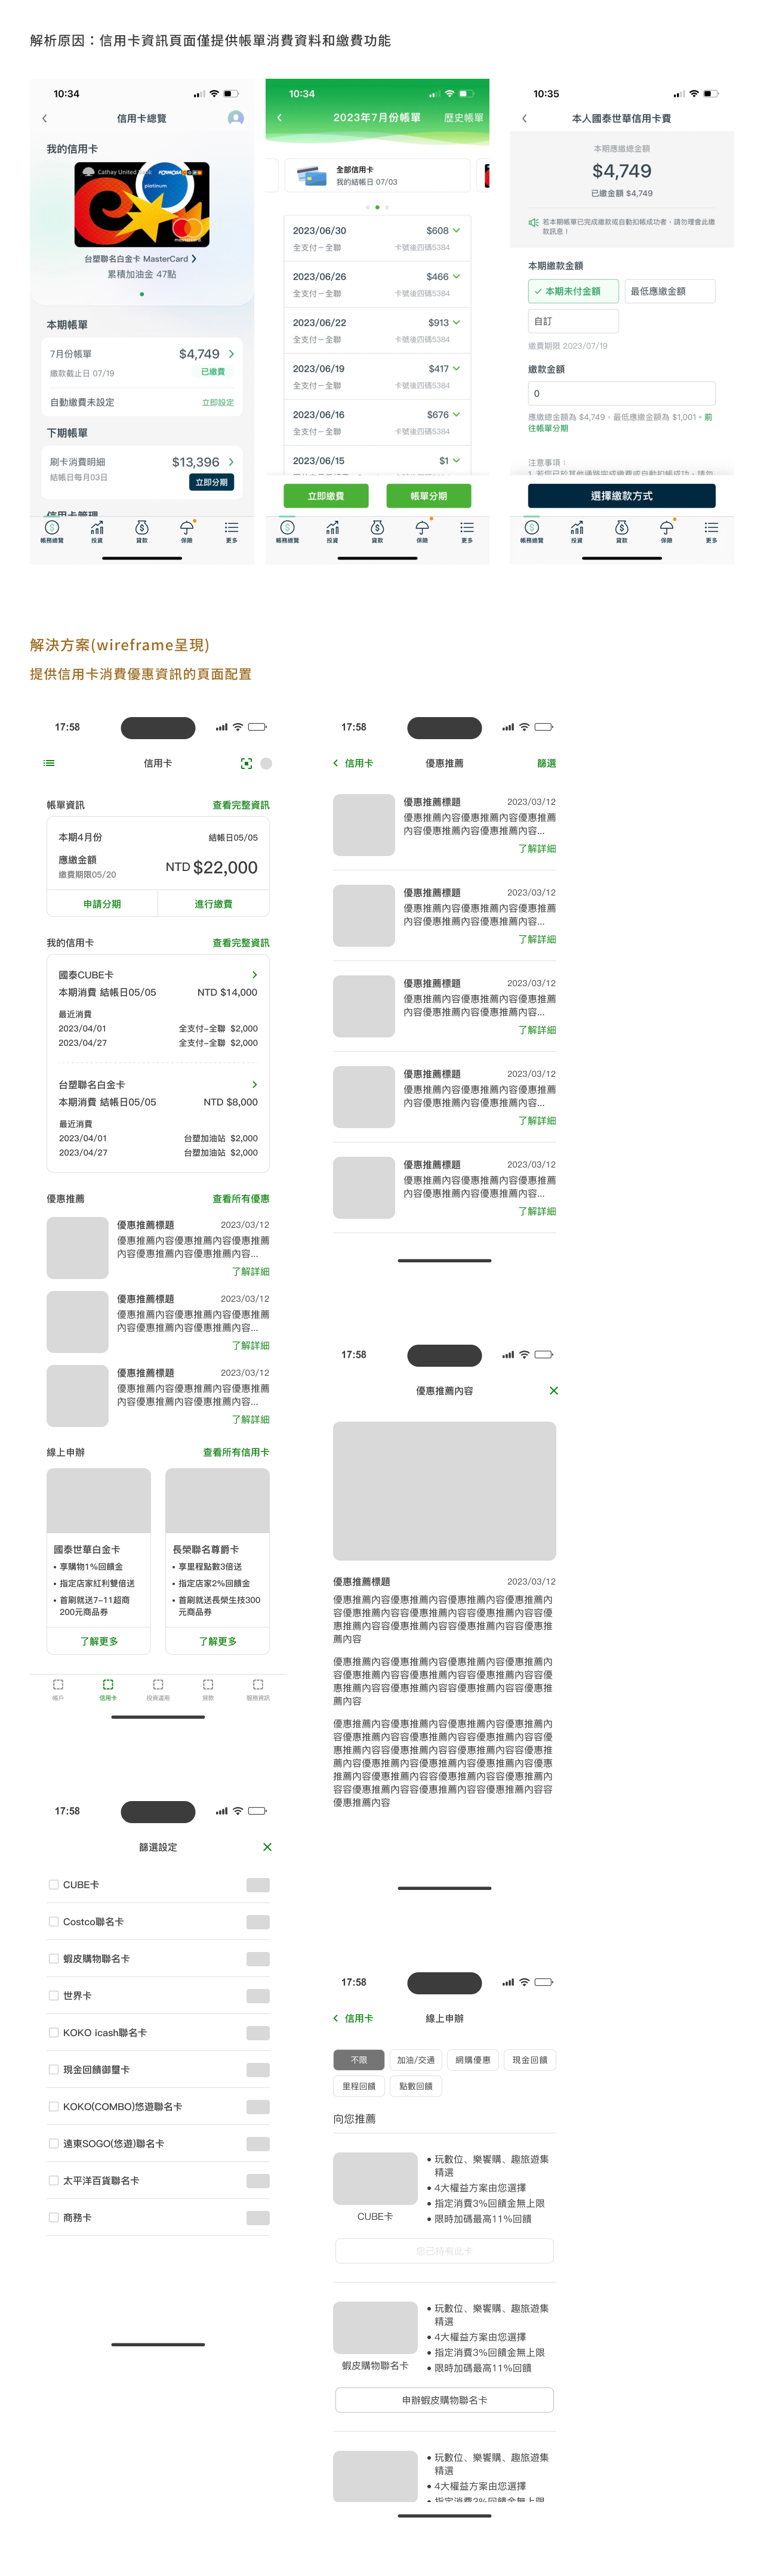 解析原因：信用卡資訊頁面僅提供帳單消費資料和繳費功能
10:34
信用卡總覽
我的信用卡
Cathay United Bank
FORMOSA
platinum
mastercard
台塑聯名白金卡 MasterCard
累積加油金 47點
本期帳單
7月份帳單 $4,749
繳款截止日 07/19 已繳費
自動繳費未設定 立即設定
下期帳單
刷卡消費明細 $13,396
結帳日每月03日 立即分期
信用卡管理
帳務總覽 投資 貸款 保險 更多
10:34
2023年7月份帳單 歷史帳單
全部信用卡
我的結帳日 07/03
2023/06/30 $608
全支付－全聯 卡號後四碼5384
2023/06/26 $466
全支付－全聯 卡號後四碼5384
2023/06/22 $913
全支付－全聯 卡號後四碼5384
2023/06/19 $417
全支付－全聯 卡號後四碼5384
2023/06/16 $676
全支付－全聯 卡號後四碼5384
2023/06/15 $1
立即繳費 帳單分期
帳務總覽 投資 貸款 保險 更多
10:35
本人國泰世華信用卡費
本期應繳總金額
$4,749
已繳金額 $4,749
若本期帳單已完成繳款或自動扣帳成功者，請勿理會此繳
款訊息！
本期繳款金額
本期未付金額 最低應繳金額
自訂
繳費期限 2023/07/19
繳款金額
0
應繳總金額為 $4,749，最低應繳金額為 $1,001。前
往帳單分期
注意事項：
1. 若您已於其他通路完成繳費或自動扣帳成功，請勿
選擇繳款方式
帳務總覽 投資 貸款 保險 更多
解決方案(wireframe呈現)
提供信用卡消費優惠資訊的頁面配置
17:58
信用卡
帳單資訊 查看完整資訊
本期4月份 結帳日05/05
應繳金額 NTD $22,000
繳費期限05/20
申請分期 進行繳費
我的信用卡 查看完整資訊
國泰CUBE卡
本期消費 結帳日05/05 NTD $14,000
最近消費
2023/04/01 全支付–全聯 $2,000
2023/04/27 全支付–全聯 $2,000
台塑聯名白金卡
本期消費 結帳日05/05 NTD $8,000
最近消費
2023/04/01 台塑加油站 $2,000
2023/04/27 台塑加油站 $2,000
優惠推薦 查看所有優惠
優惠推薦標題 2023/03/12
優惠推薦內容優惠推薦內容優惠推薦
內容優惠推薦內容優惠推薦內容...
了解詳細
優惠推薦標題 2023/03/12
優惠推薦內容優惠推薦內容優惠推薦
內容優惠推薦內容優惠推薦內容...
了解詳細
優惠推薦標題 2023/03/12
優惠推薦內容優惠推薦內容優惠推薦
內容優惠推薦內容優惠推薦內容...
了解詳細
線上申辦 查看所有信用卡
國泰世華白金卡
• 享購物1%回饋金
• 指定店家紅利雙倍送
• 首刷就送7–11超商
200元商品券
了解更多
長榮聯名尊爵卡
• 享里程點數3倍送
• 指定店家2%回饋金
• 首刷就送長榮生技300
元商品券
了解更多
帳戶 信用卡 投資溫馨 貸款 服務資訊
17:58
信用卡 優惠推薦 篩選
優惠推薦標題 2023/03/12
優惠推薦內容優惠推薦內容優惠推薦
內容優惠推薦內容優惠推薦內容...
了解詳細
優惠推薦標題 2023/03/12
優惠推薦內容優惠推薦內容優惠推薦
內容優惠推薦內容優惠推薦內容...
了解詳細
優惠推薦標題 2023/03/12
優惠推薦內容優惠推薦內容優惠推薦
內容優惠推薦內容優惠推薦內容...
了解詳細
優惠推薦標題 2023/03/12
優惠推薦內容優惠推薦內容優惠推薦
內容優惠推薦內容優惠推薦內容...
了解詳細
優惠推薦標題 2023/03/12
優惠推薦內容優惠推薦內容優惠推薦
內容優惠推薦內容優惠推薦內容...
了解詳細
17:58
優惠推薦內容
優惠推薦標題 2023/03/12
優惠推薦內容優惠推薦內容優惠推薦內容優惠推薦內
容優惠推薦內容容優惠推薦內容優惠推薦內容容優
惠推薦內容容優惠推薦內容優惠推薦內容容優惠推
薦內容
優惠推薦內容優惠推薦內容優惠推薦內容優惠推薦內
容優惠推薦內容容優惠推薦內容優惠推薦內容容優
惠推薦內容容優惠推薦內容優惠推薦內容容優惠推
薦內容
優惠推薦內容優惠推薦內容優惠推薦內容優惠推薦內
容優惠推薦內容容優惠推薦內容優惠推薦內容容優
惠推薦內容容優惠推薦內容優惠推薦內容容優惠推
薦內容優惠推薦內容優惠推薦內容優惠推薦內容優惠
推薦內容優惠推薦內容容優惠推薦內容優惠推薦內
容容優惠推薦內容容優惠推薦內容優惠推薦內容容
優惠推薦內容
17:58
篩選設定
CUBE卡
Costco聯名卡
蝦皮購物聯名卡
世界卡
KOKO icash聯名卡
現金回饋御璽卡
KOKO(COMBO)悠遊聯名卡
遠東SOGO(悠遊)聯名卡
太平洋百貨聯名卡
商務卡
17:58
信用卡 線上申辦
不限 加油/交通 網購優惠 現金回饋
里程回饋 點數回饋
向您推薦
• 玩數位、樂饗購、趣旅遊集
精選
• 4大權益方案由您選擇
• 指定消費3%回饋金無上限
• 限時加碼最高11%回饋
CUBE卡
您已持有此卡
• 玩數位、樂饗購、趣旅遊集
精選
• 4大權益方案由您選擇
• 指定消費3%回饋金無上限
• 限時加碼最高11%回饋
蝦皮購物聯名卡
申辦蝦皮購物聯名卡
• 玩數位、樂饗購、趣旅遊集
精選
• 4大權益方案由您選擇
• 指定消費3%回饋金無上限